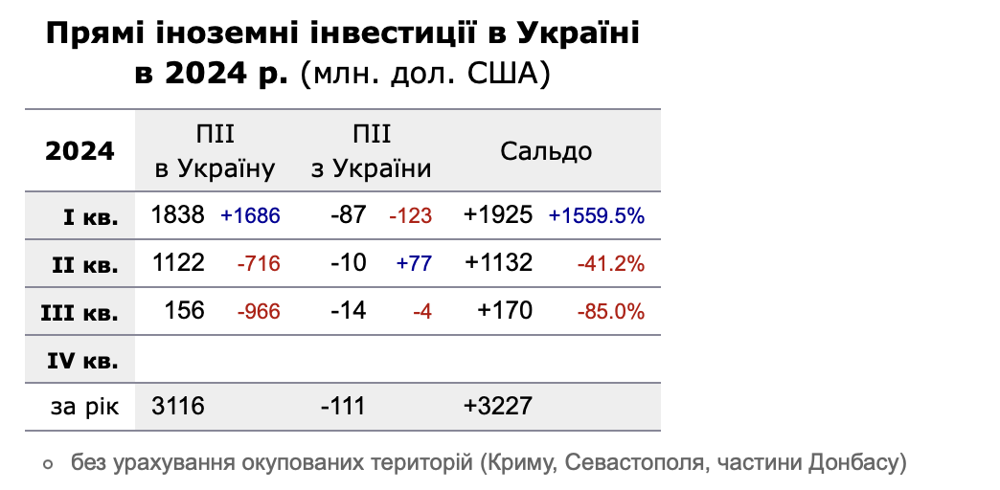 Прямі іноземні інвестиції в Україні
в 2024 р. (млн. дол. США)
2024 ПІІ в Україну ПІІ з України Сальдо
I кв. 1838 +1686 -87 -123 +1925 +1559.5%
II кв. 1122 -716 -10 +77 +1132 -41.2%
III кв. 156 -966 -14 -4 +170 -85.0%
IV кв.
за рік 3116 -111 +3227
без урахування окупованих територій (Криму, Севастополя, частини Донбасу)